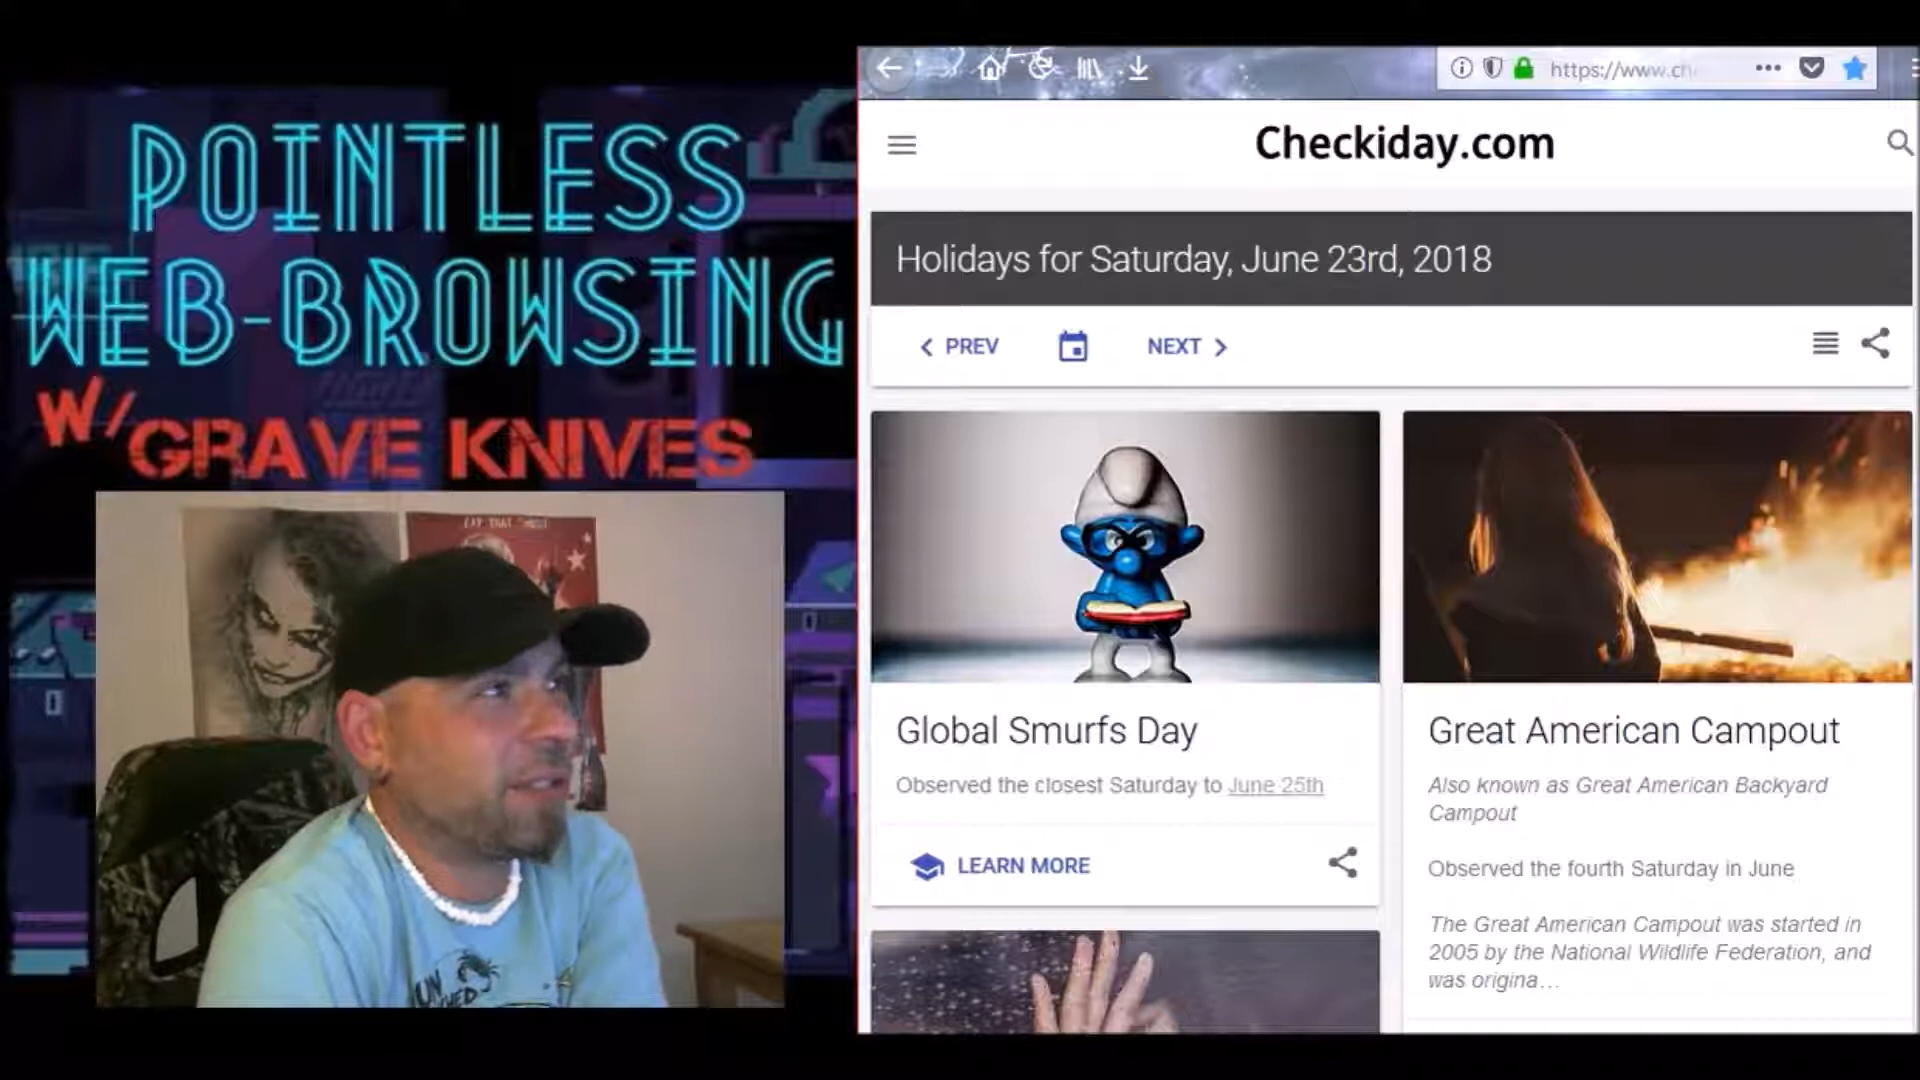 POINTLESS
WEB-BROWSING
W/ GRAVE KNIVES
https://www.ch
Checkiday.com
Holidays for Saturday, June 23rd, 2018
PREV
NEXT
Global Smurfs Day
Observed the closest Saturday to June 25th
LEARN MORE
Great American Campout
Also known as Great American Backyard
Campout
Observed the fourth Saturday in June
The Great American Campout was started in
2005 by the National Wildlife Federation, and
was origina…